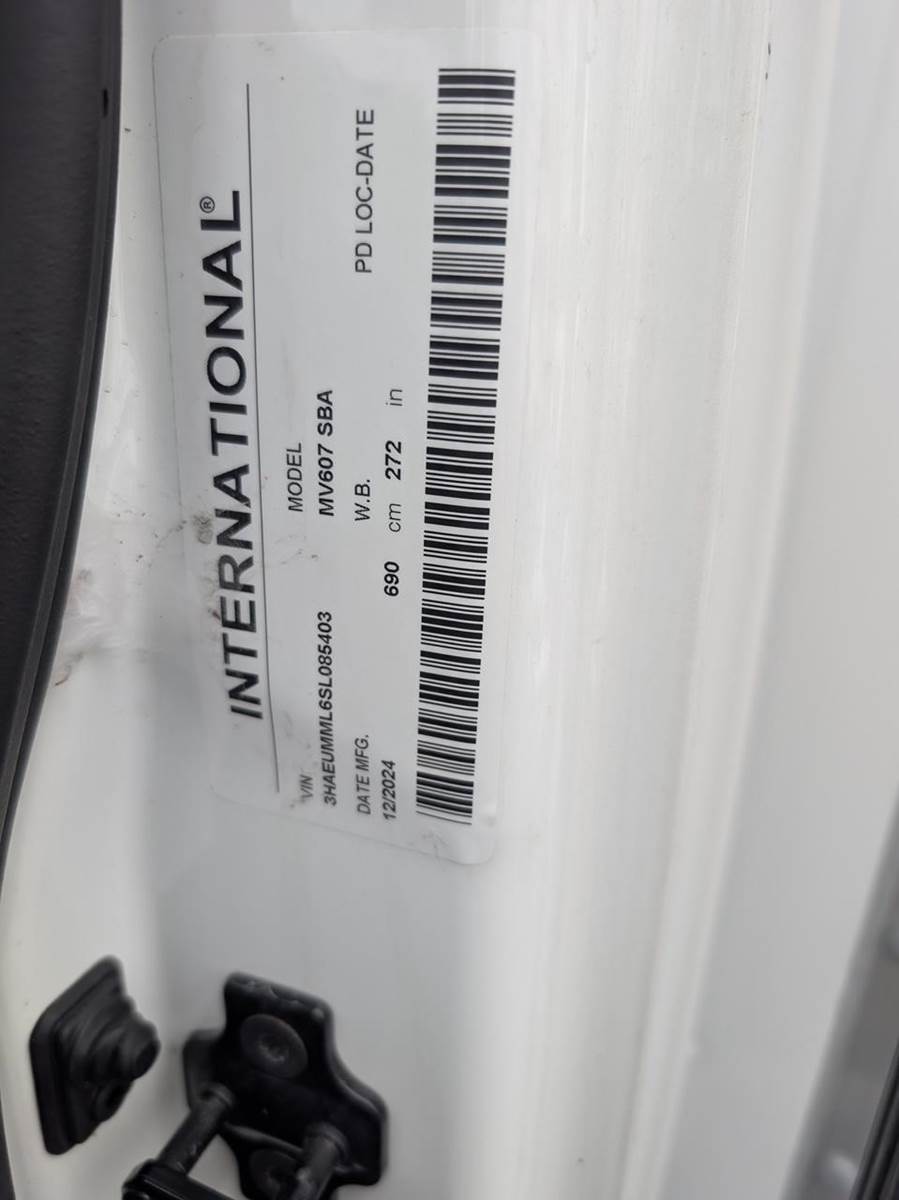 INTERNATIONAL®
VIN MODEL
3HAEUMML6SL085403 MV607 SBA
DATE MFG. W.B. PD LOC-DATE
12/2024 690 cm 272 in